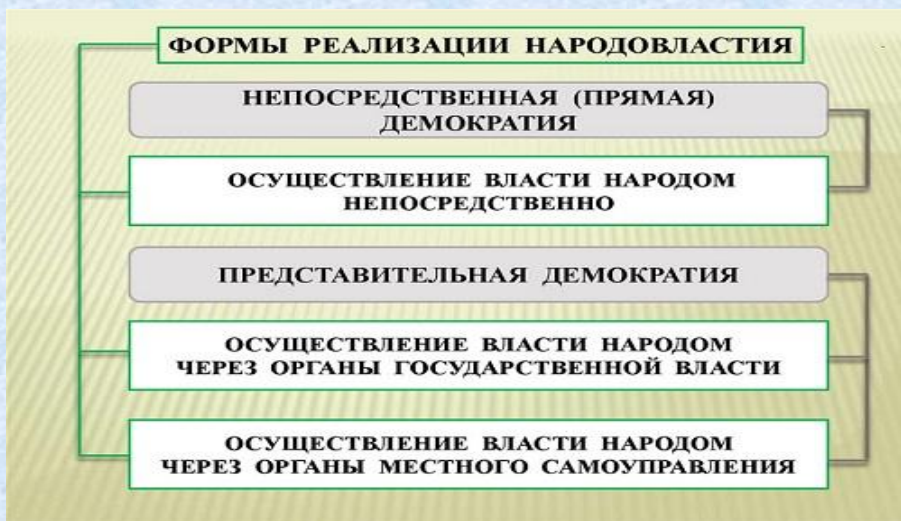 ФОРМЫ РЕАЛИЗАЦИИ НАРОДОВЛАСТИЯ
НЕПОСРЕДСТВЕННАЯ (ПРЯМАЯ)
ДЕМОКРАТИЯ
ОСУЩЕСТВЛЕНИЕ ВЛАСТИ НАРОДОМ
НЕПОСРЕДСТВЕННО
ПРЕДСТАВИТЕЛЬНАЯ ДЕМОКРАТИЯ
ОСУЩЕСТВЛЕНИЕ ВЛАСТИ НАРОДОМ
ЧЕРЕЗ ОРГАНЫ ГОСУДАРСТВЕННОЙ ВЛАСТИ
ОСУЩЕСТВЛЕНИЕ ВЛАСТИ НАРОДОМ
ЧЕРЕЗ ОРГАНЫ МЕСТНОГО САМОУПРАВЛЕНИЯ